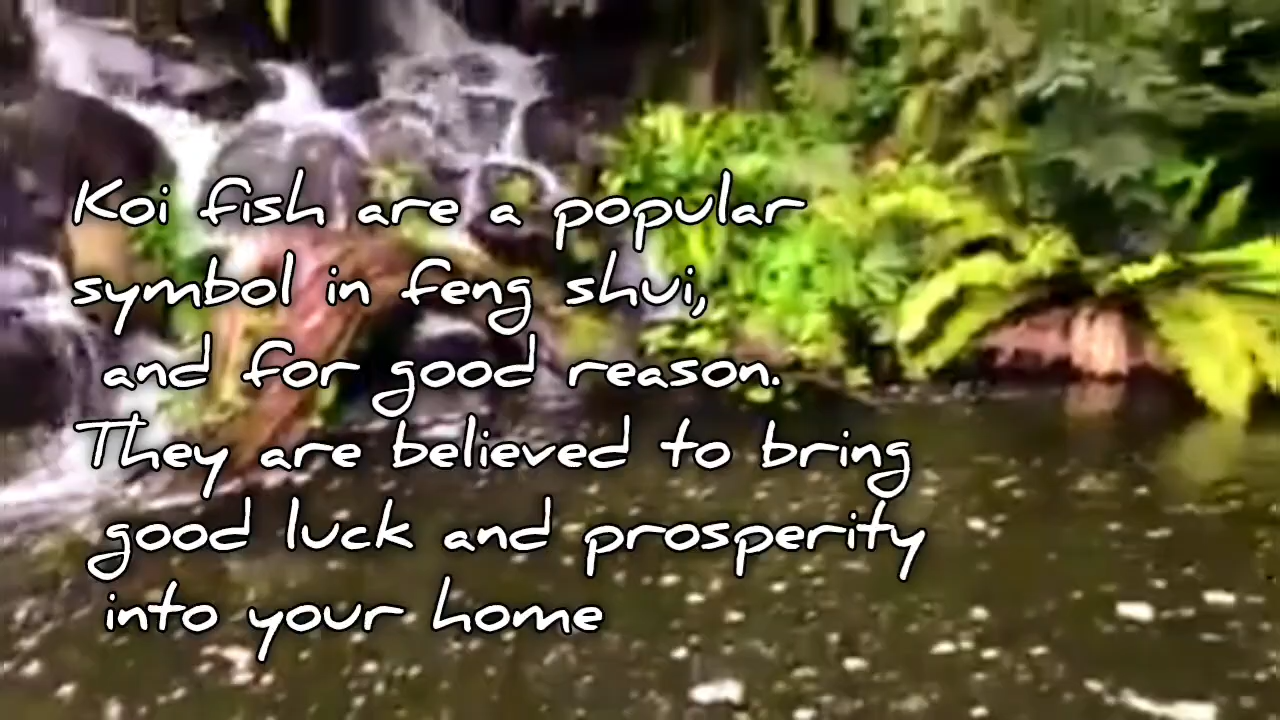 Koi fish are a popular
symbol in feng shui,
and for good reason.
They are believed to bring
good luck and prosperity
into your home